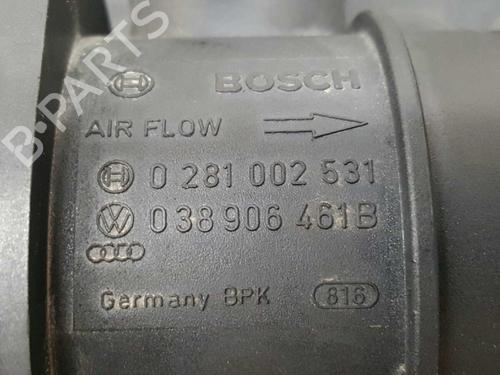 BOSCH
AIR FLOW
0 281 002 531
038 906 461B
Germany BPK 816
B-PARTS